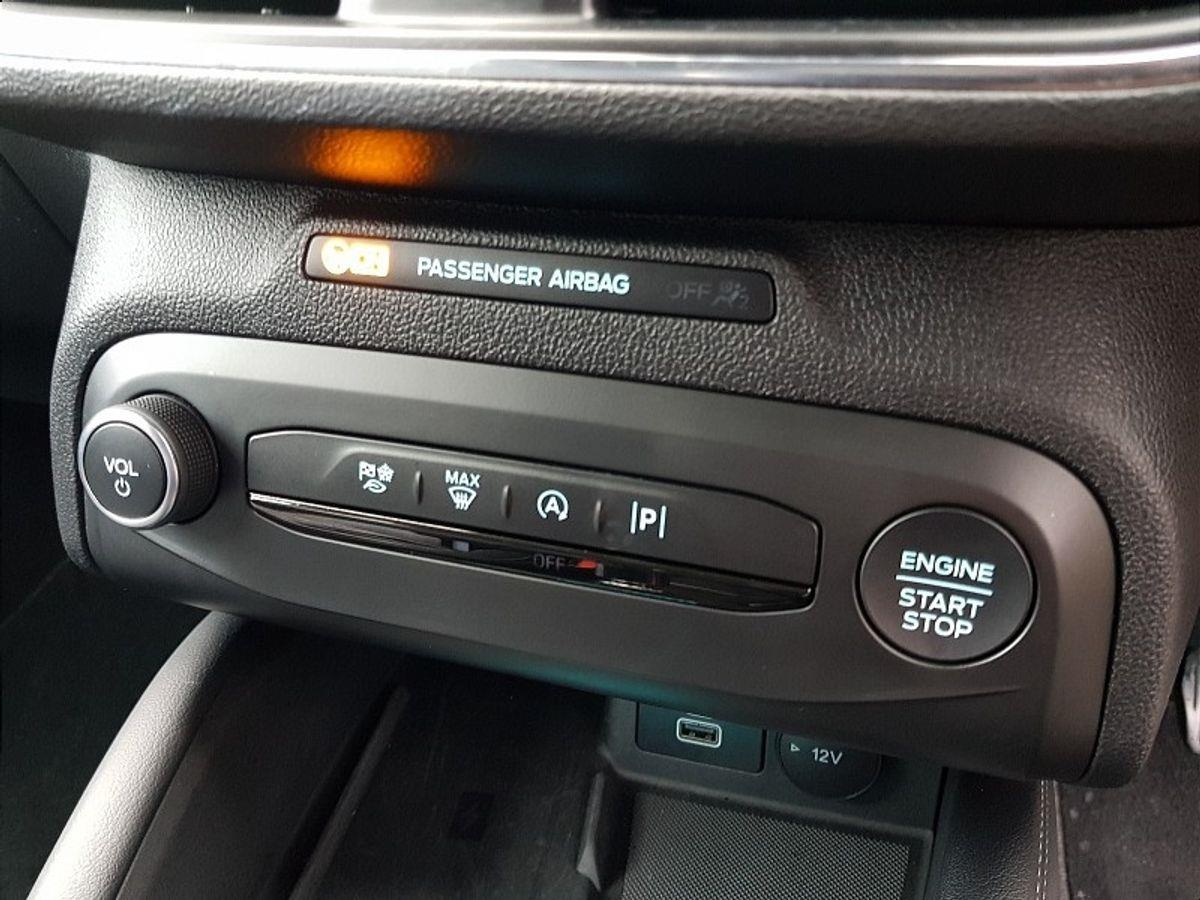 PASSENGER AIRBAG OFF
VOL
MAX
A
P
OFF
ENGINE
START
STOP
12V